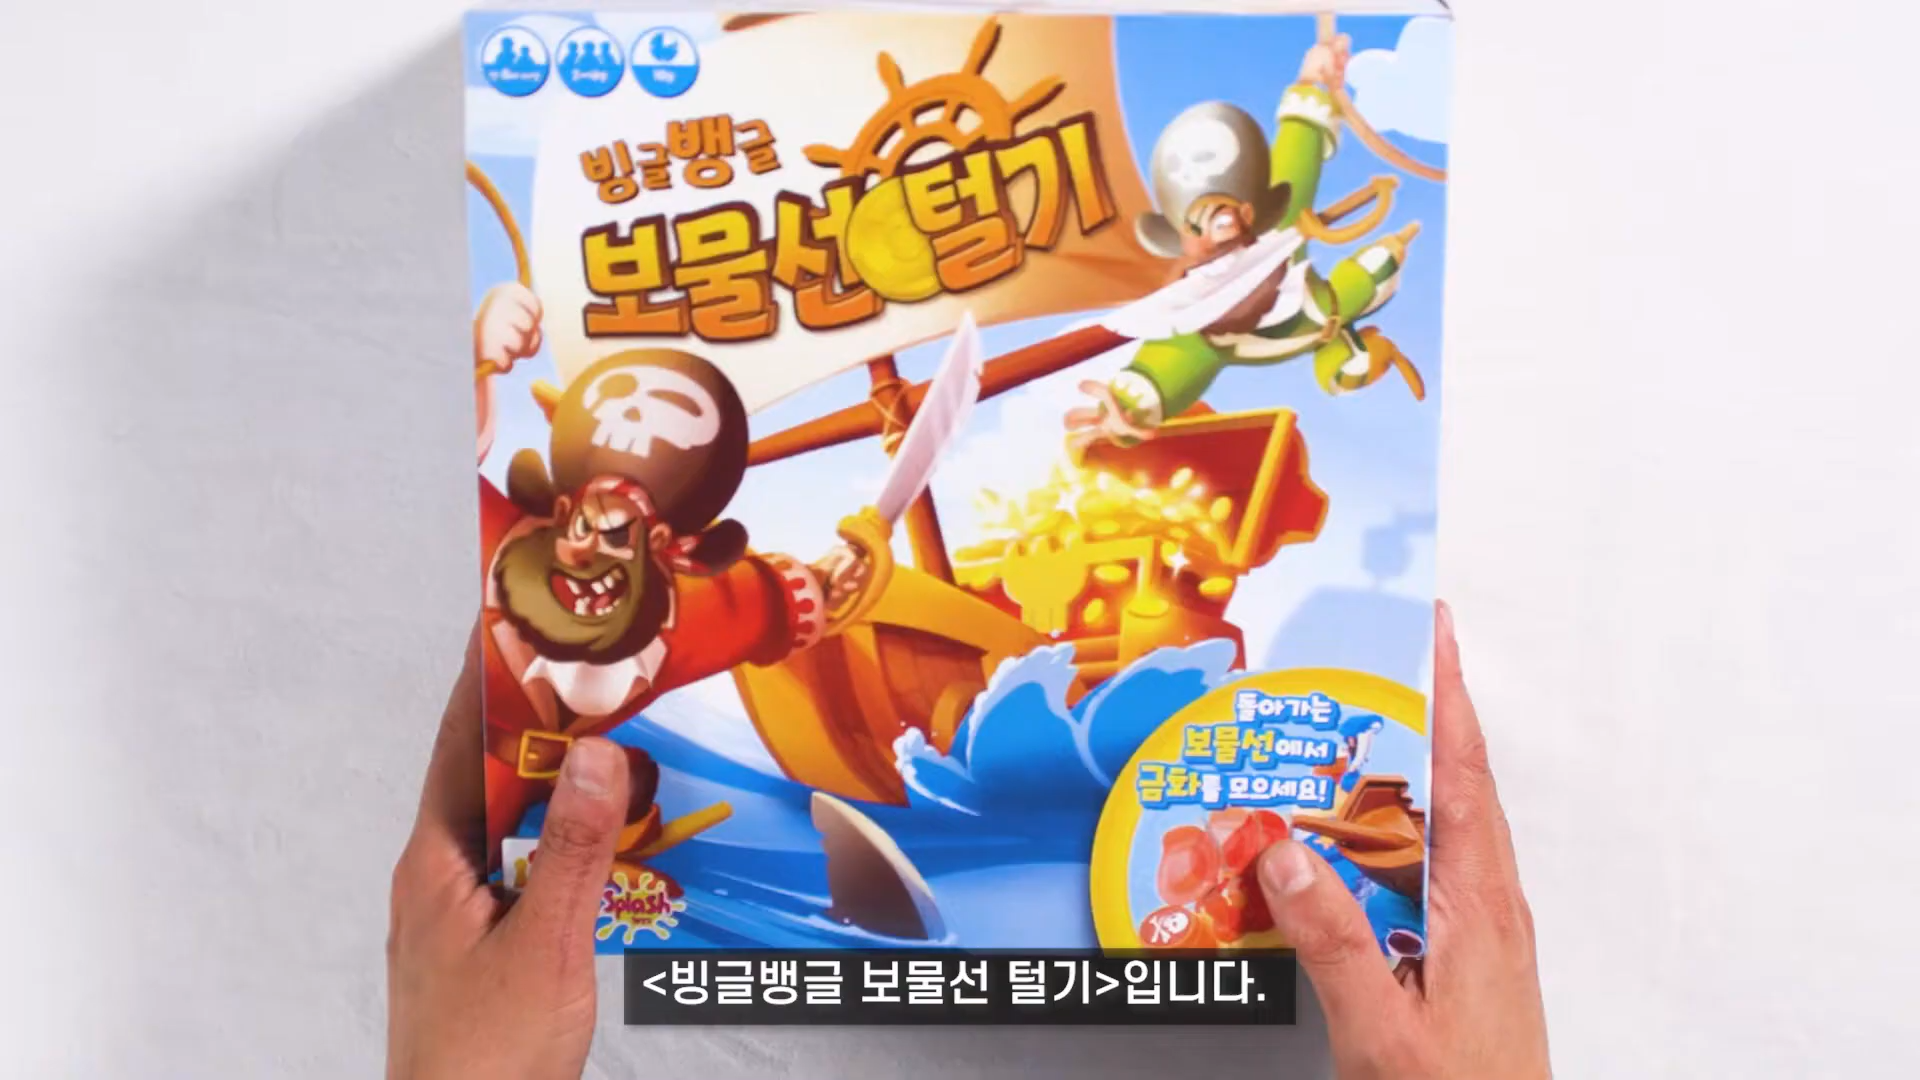 빙글뱅글
보물선털기
돌아가는
보물선에서
금화를 모으세요!
Splash
<빙글뱅글 보물선 털기>입니다.